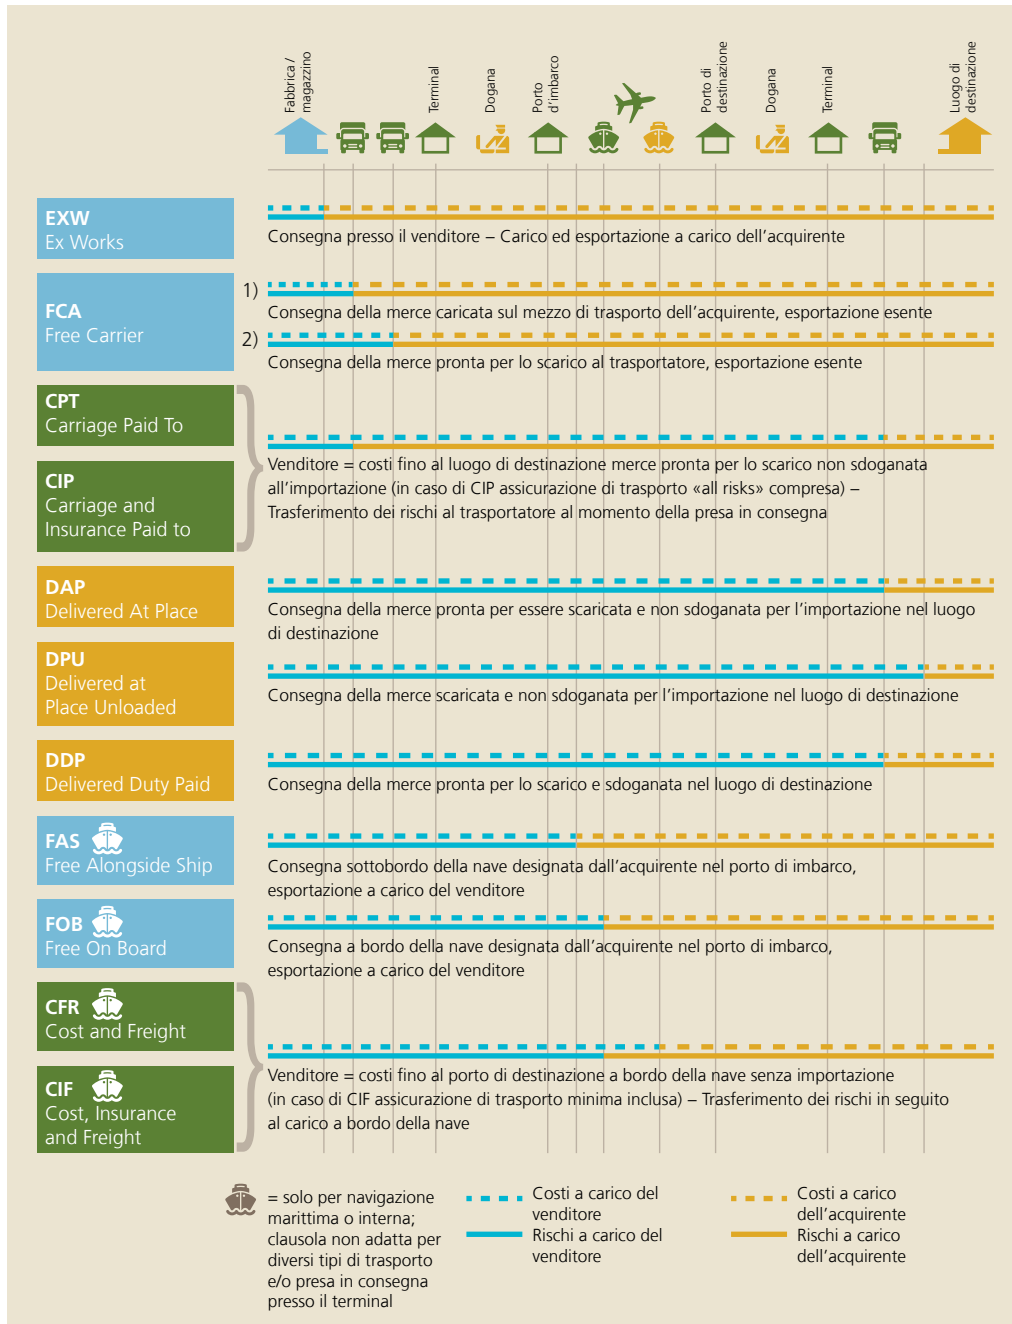 Fabbrica /
magazzino
Terminal
Dogana
Porto
d’imbarco
Porto di
destinazione
Dogana
Terminal
Luogo di
destinazione
EXW
Ex Works
Consegna presso il venditore – Carico ed esportazione a carico dell’acquirente
FCA
Free Carrier
1)
Consegna della merce caricata sul mezzo di trasporto dell’acquirente, esportazione esente
2)
Consegna della merce pronta per lo scarico al trasportatore, esportazione esente
CPT
Carriage Paid To
CIP
Carriage and
Insurance Paid to
Venditore = costi fino al luogo di destinazione merce pronta per lo scarico non sdoganata
all’importazione (in caso di CIP assicurazione di trasporto «all risks» compresa) –
Trasferimento dei rischi al trasportatore al momento della presa in consegna
DAP
Delivered At Place
Consegna della merce pronta per essere scaricata e non sdoganata per l’importazione nel luogo
di destinazione
DPU
Delivered at
Place Unloaded
Consegna della merce scaricata e non sdoganata per l’importazione nel luogo di destinazione
DDP
Delivered Duty Paid
Consegna della merce pronta per lo scarico e sdoganata nel luogo di destinazione
FAS
Free Alongside Ship
Consegna sottobordo della nave designata dall’acquirente nel porto di imbarco,
esportazione a carico del venditore
FOB
Free On Board
Consegna a bordo della nave designata dall’acquirente nel porto di imbarco,
esportazione a carico del venditore
CFR
Cost and Freight
CIF
Cost, Insurance
and Freight
Venditore = costi fino al porto di destinazione a bordo della nave senza importazione
(in caso di CIF assicurazione di trasporto minima inclusa) – Trasferimento dei rischi in seguito
al carico a bordo della nave
= solo per navigazione
marittima o interna;
clausola non adatta per
diversi tipi di trasporto
e/o presa in consegna
presso il terminal
Costi a carico del
venditore
Rischi a carico del
venditore
Costi a carico
dell’acquirente
Rischi a carico
dell’acquirente